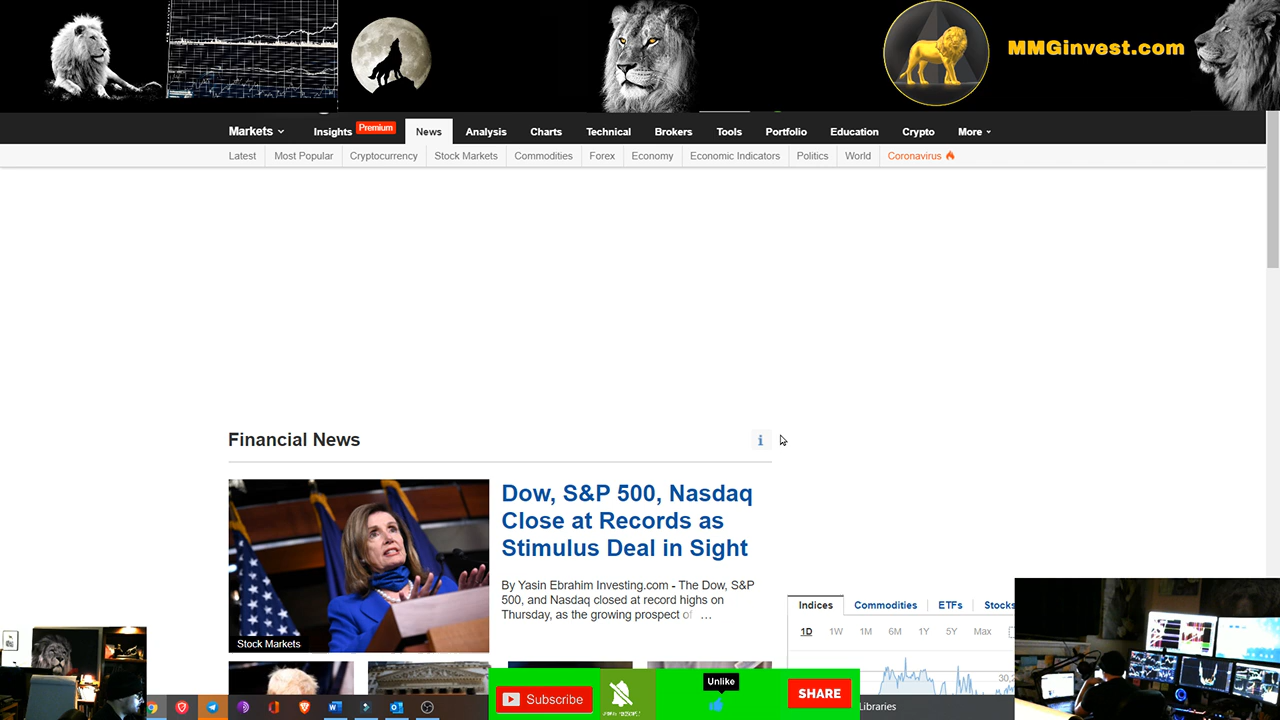 MMGinvest.com
Markets
Insights Premium
News
Analysis
Charts
Technical
Brokers
Tools
Portfolio
Education
Crypto
More
Latest
Most Popular
Cryptocurrency
Stock Markets
Commodities
Forex
Economy
Economic Indicators
Politics
World
Coronavirus
Financial News
Dow, S&P 500, Nasdaq
Close at Records as
Stimulus Deal in Sight
By Yasin Ebrahim Investing.com - The Dow, S&P
500, and Nasdaq closed at record highs on
Thursday, as the growing prospect of ...
Stock Markets
Indices
Commodities
ETFs
Stocks
1D
1W
1M
6M
1Y
5Y
Max
Subscribe
Unlike
SHARE
Libraries